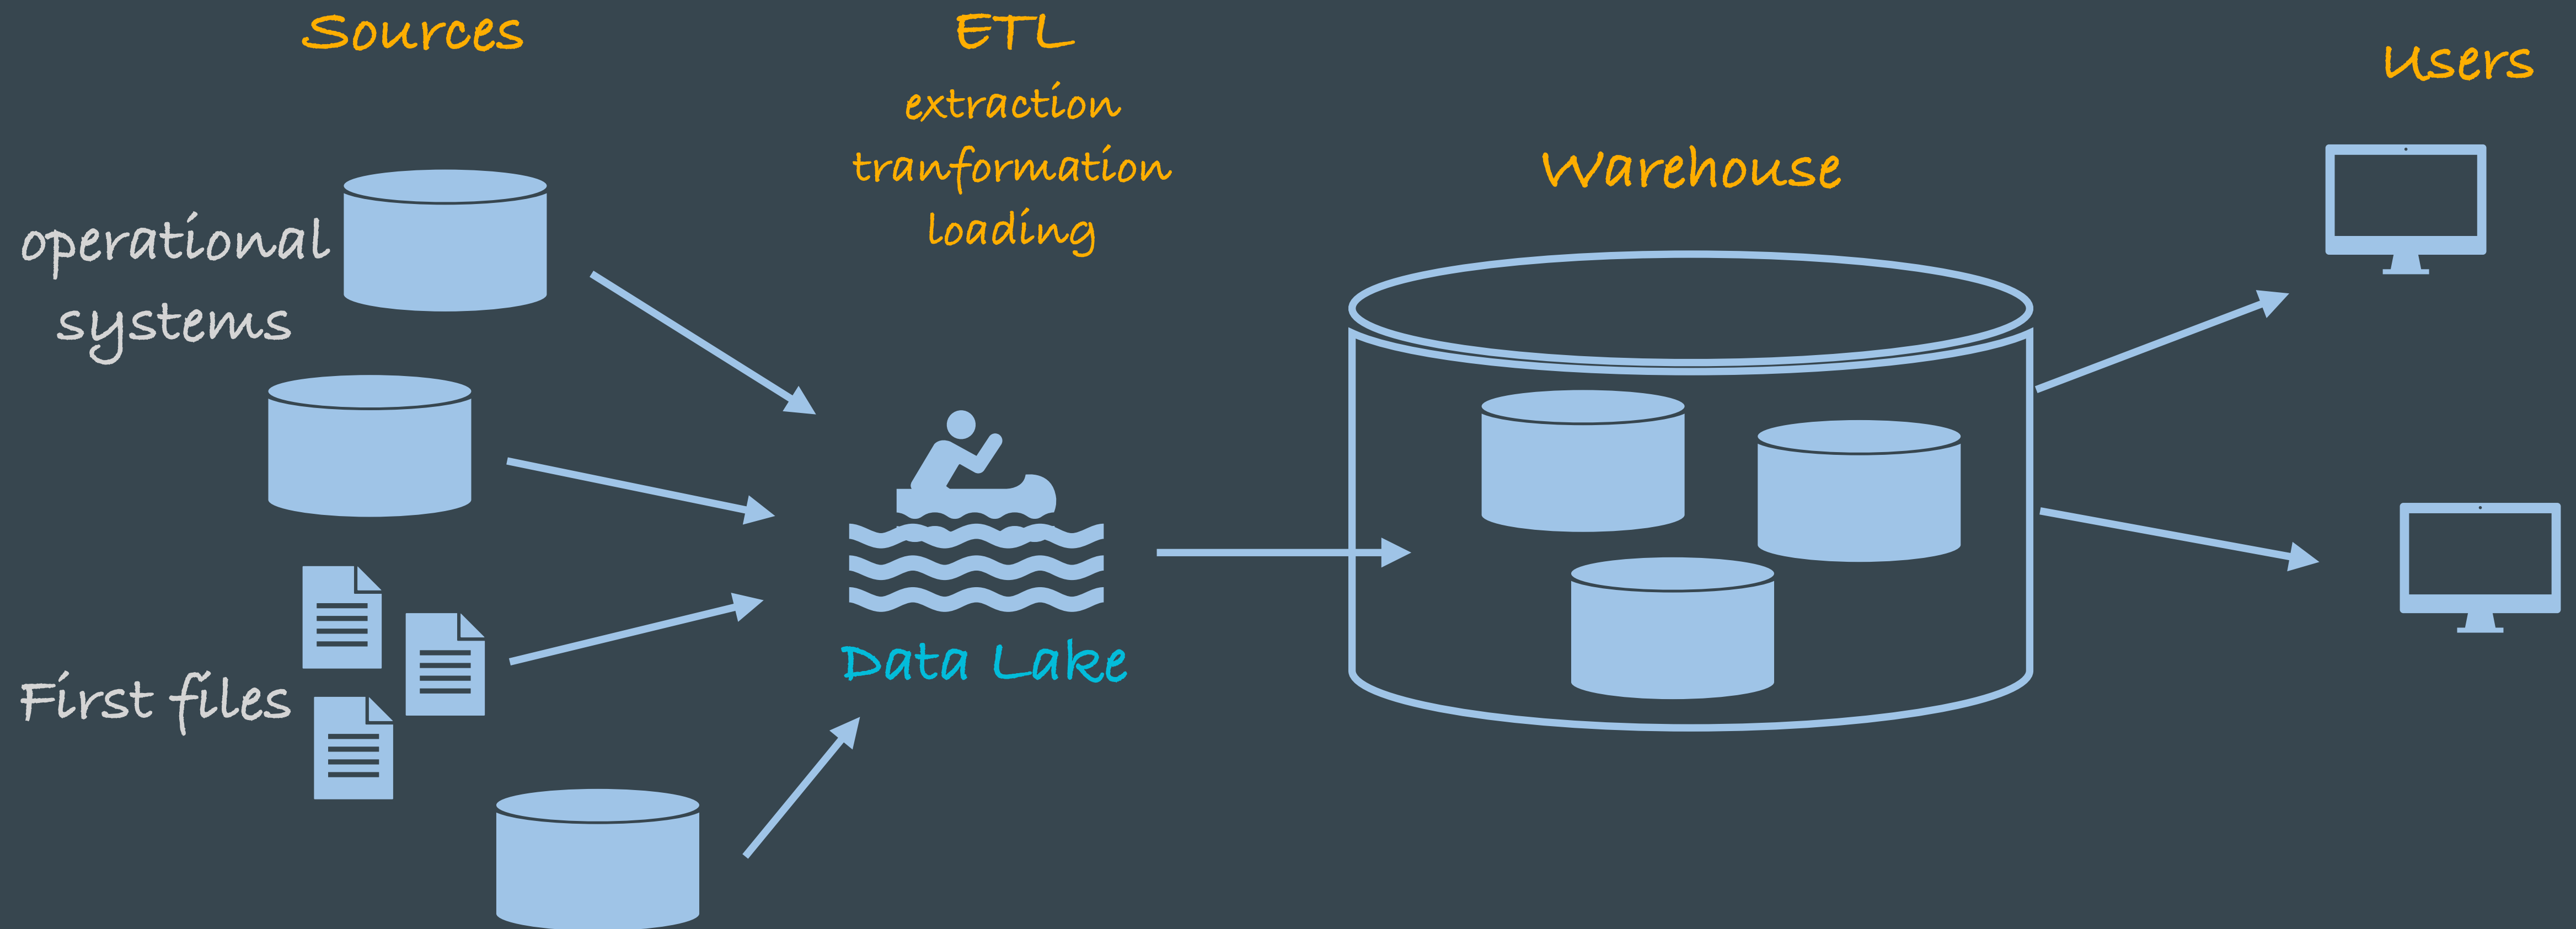 Sources
ETL
extraction
tranformation
loading
Users
Warehouse
operational
systems
First files
Data Lake